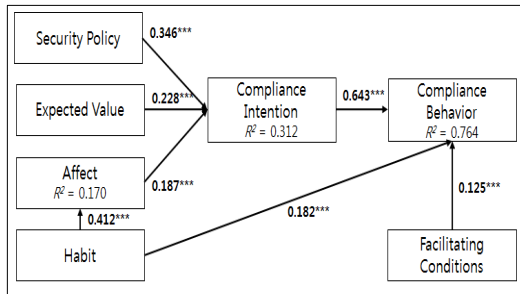 Security Policy
0.346***
Expected Value
0.228***
Compliance
Intention
R² = 0.312
0.643***
Compliance
Behavior
R² = 0.764
Affect
R² = 0.170
0.187***
0.412***
0.182***
0.125***
Habit
Facilitating
Conditions